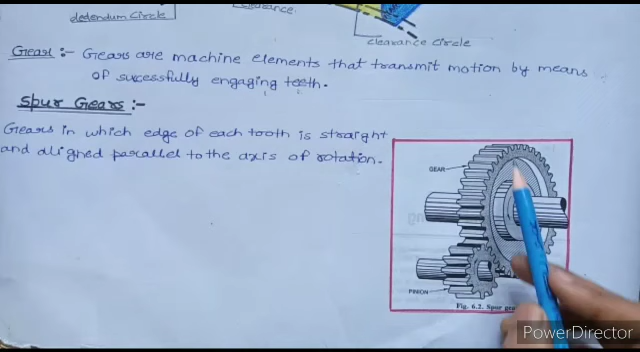 dedendum Circle
clearance.
clearance circle
Gear :- Gears are machine elements that transmit motion by means
of successfully engaging teeth.
Spur Gears :-
Gears in which edge of each tooth is straight
and aligned parallel to the axis of rotation.
GEAR
PINION
Fig. 6.2. Spur
PowerDirector